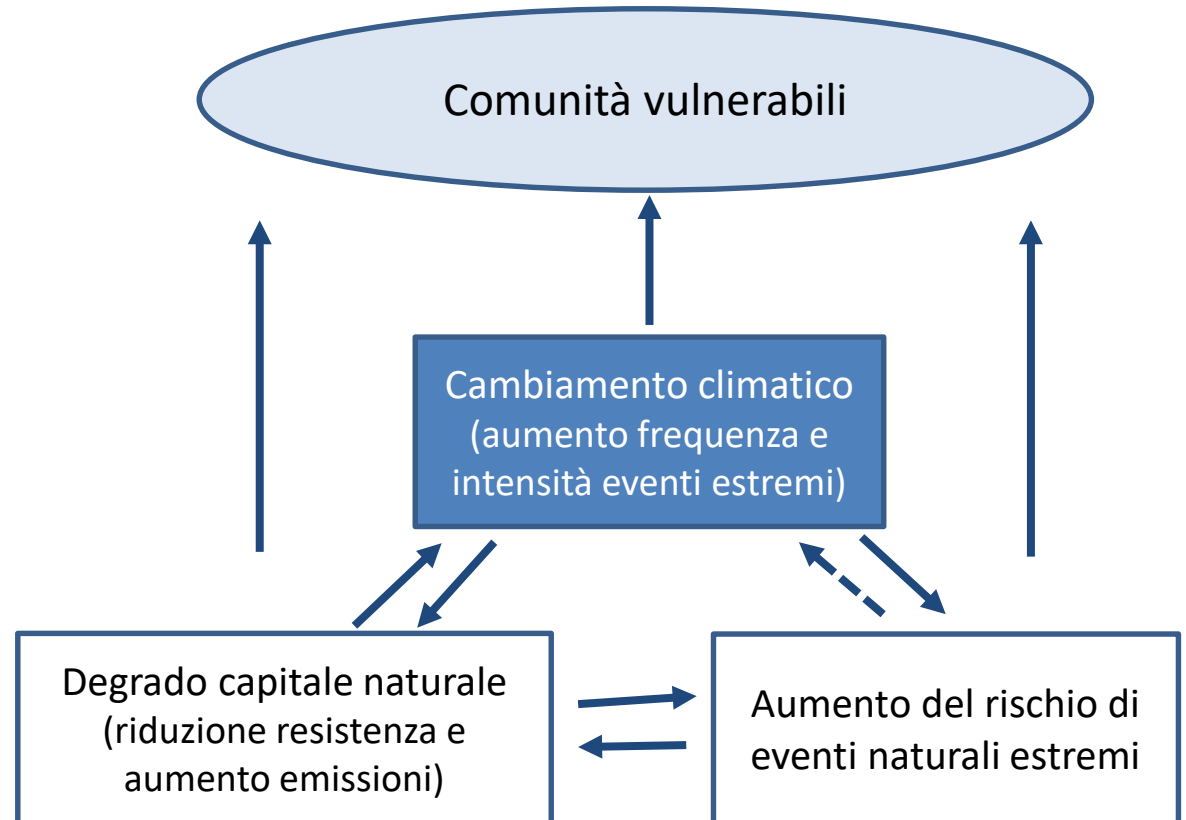 Comunità vulnerabili
Cambiamento climatico
(aumento frequenza e
intensità eventi estremi)
Degrado capitale naturale
(riduzione resistenza e
aumento emissioni)
Aumento del rischio di
eventi naturali estremi